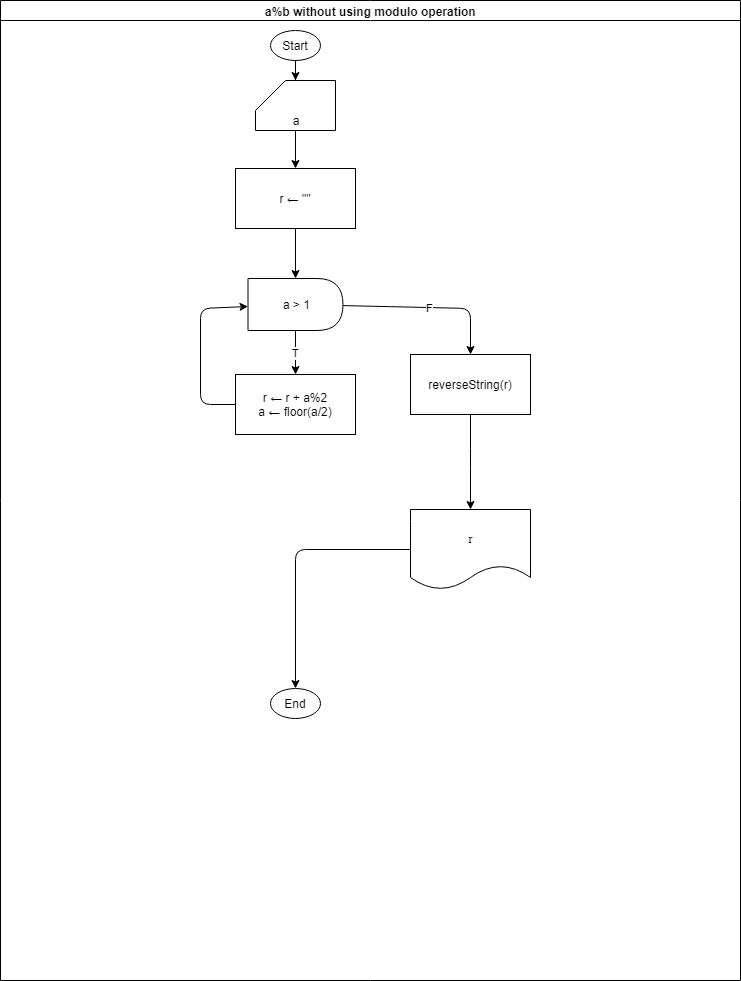 a%b without using modulo operation
Start
a
r ← ""
a > 1
F
T
r ← r + a%2
a ← floor(a/2)
reverseString(r)
r
End